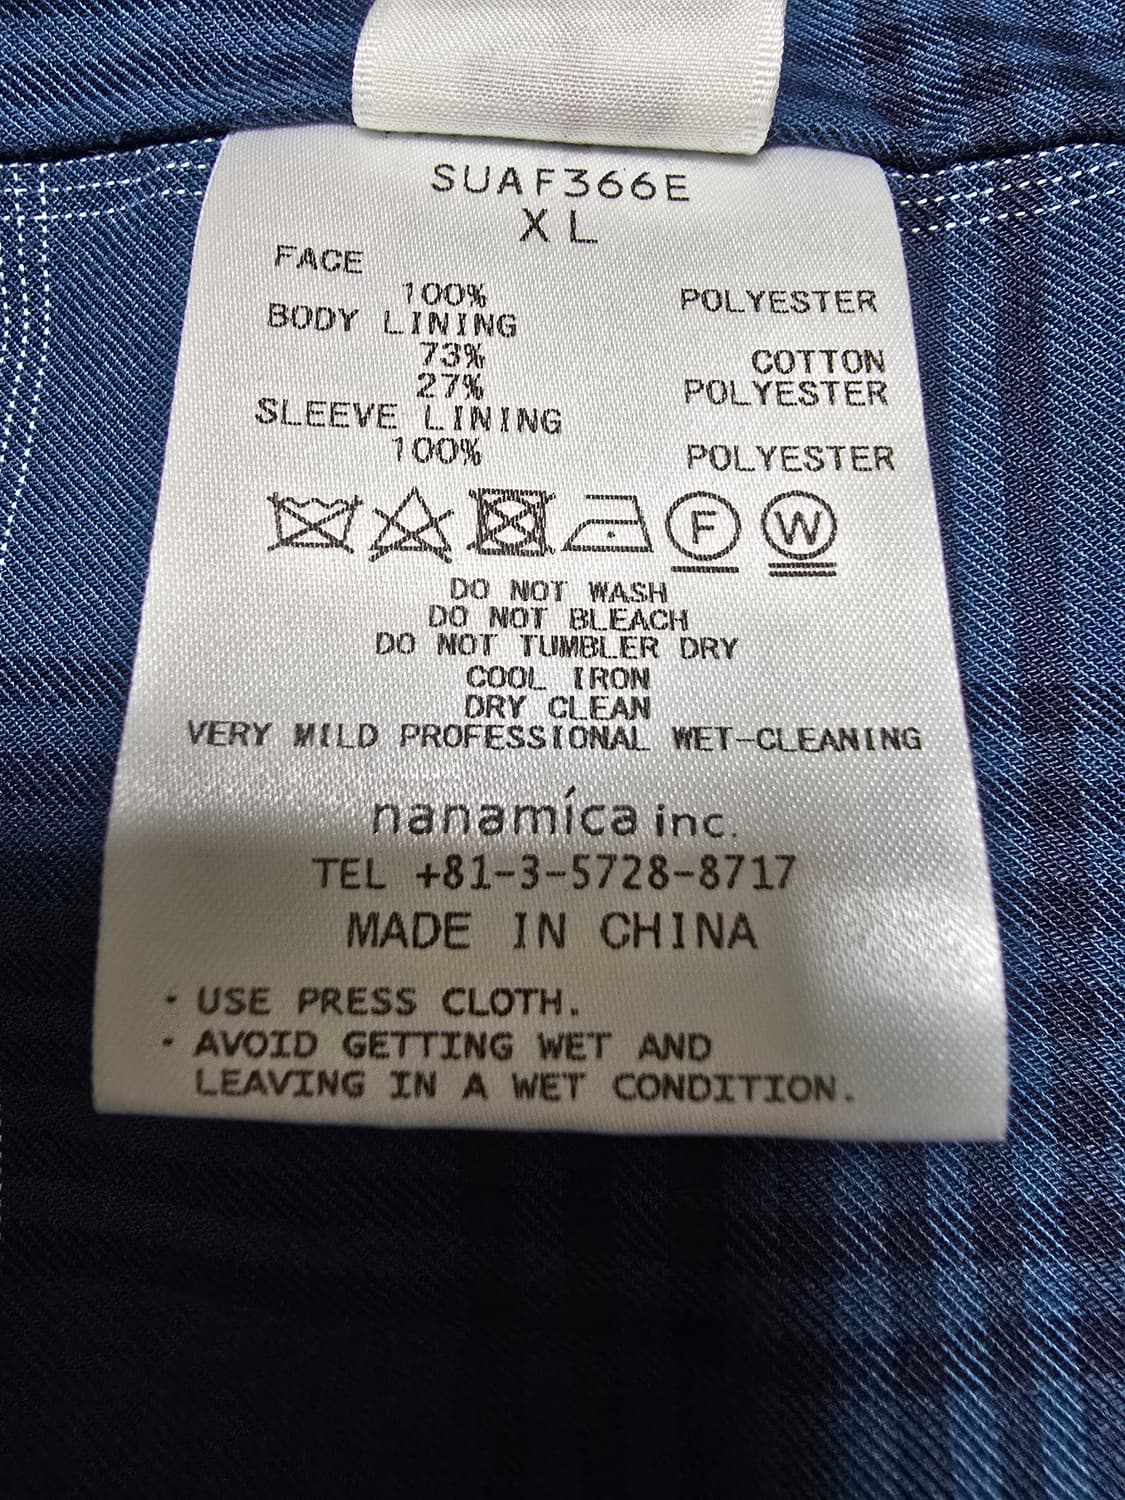 SUAF366E
XL
FACE
100% POLYESTER
BODY LINING
73% COTTON
27% POLYESTER
SLEEVE LINING
100% POLYESTER
F W
DO NOT WASH
DO NOT BLEACH
DO NOT TUMBLER DRY
COOL IRON
DRY CLEAN
VERY MILD PROFESSIONAL WET-CLEANING
nanamíca inc.
TEL +81-3-5728-8717
MADE IN CHINA
・USE PRESS CLOTH.
・AVOID GETTING WET AND
LEAVING IN A WET CONDITION.